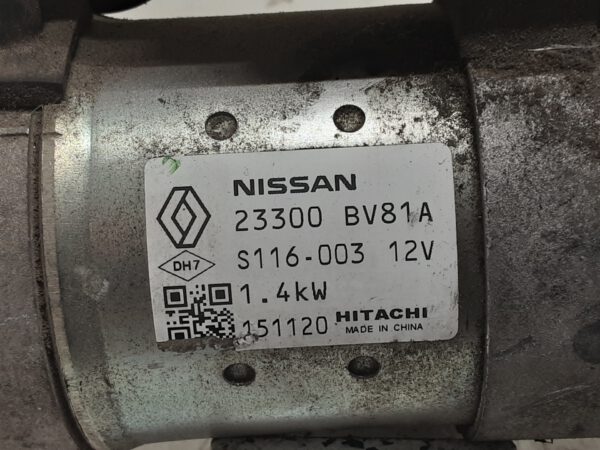 NISSAN
23300 BV81A
DH7
S116-003 12V
1.4kW
151120 HITACHI
MADE IN CHINA